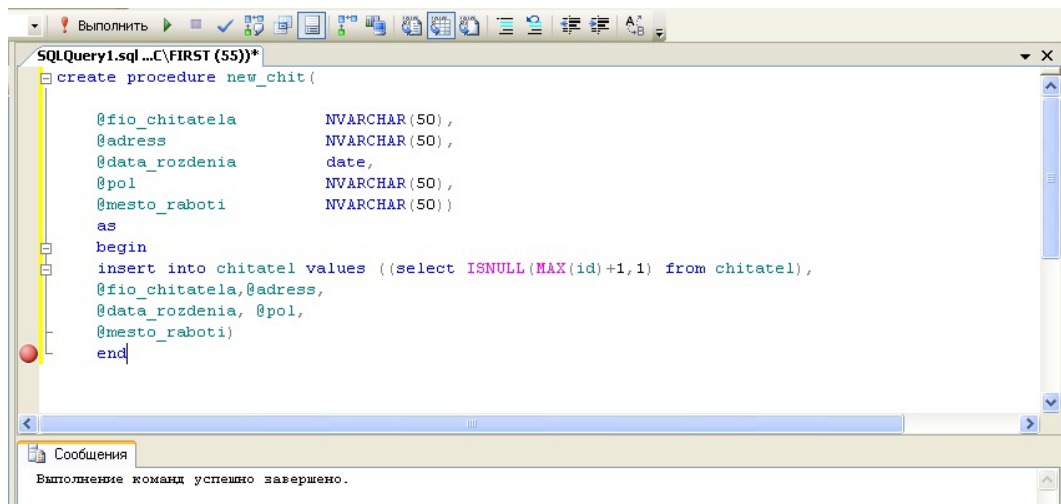 Выполнить
SQLQuery1.sql ...C\FIRST (55))*
create procedure new_chit(
@fio_chitatela NVARCHAR(50),
@adress NVARCHAR(50),
@data_rozdenia date,
@pol NVARCHAR(50),
@mesto_raboti NVARCHAR(50))
as
begin
insert into chitatel values ((select ISNULL(MAX(id)+1,1) from chitatel),
@fio_chitatela,@adress,
@data_rozdenia, @pol,
@mesto_raboti)
end
Сообщения
Выполнение команд успешно завершено.